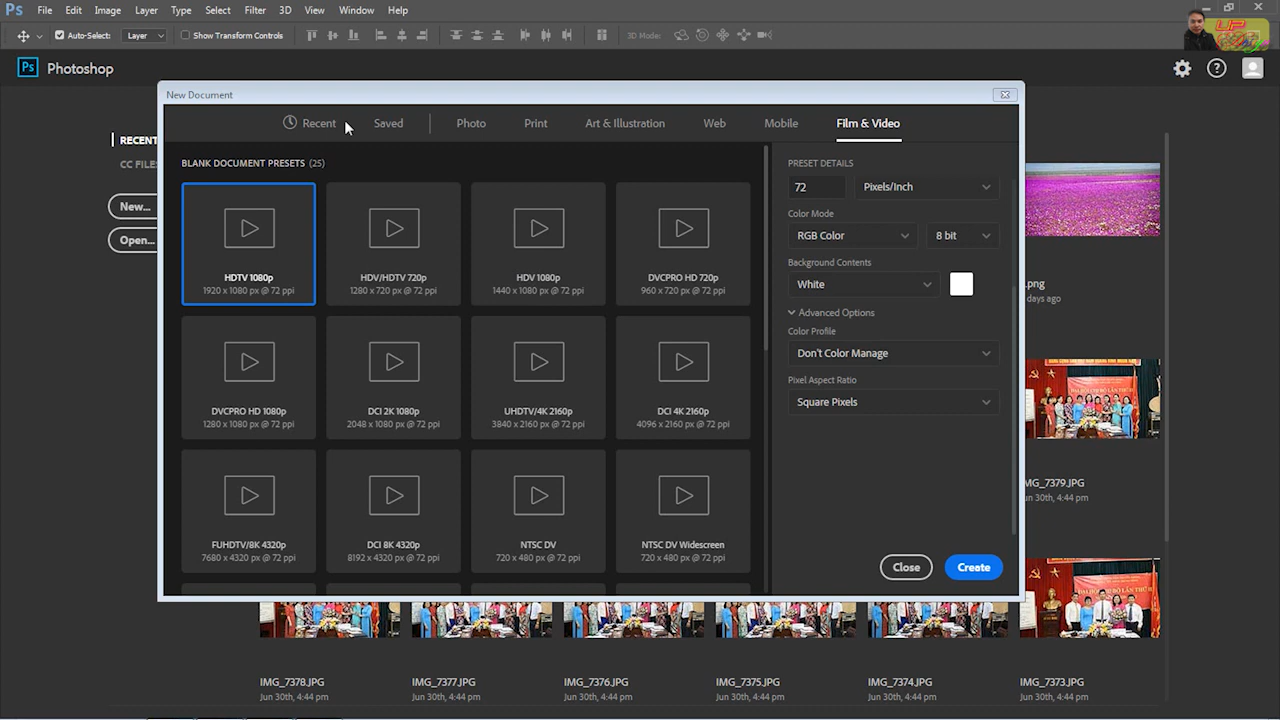 Ps File Edit Image Layer Type Select Filter 3D View Window Help
Auto-Select: Layer Show Transform Controls 3D Mode:
UP
Ps Photoshop
New Document
Recent Saved Photo Print Art & Illustration Web Mobile Film & Video
RECENT
CC FILES
New...
Open...
BLANK DOCUMENT PRESETS (25)
HDTV 1080p
1920 x 1080 px @ 72 ppi
HDV/HDTV 720p
1280 x 720 px @ 72 ppi
HDV 1080p
1440 x 1080 px @ 72 ppi
DVCPRO HD 720p
960 x 720 px @ 72 ppi
DVCPRO HD 1080p
1280 x 1080 px @ 72 ppi
DCI 2K 1080p
2048 x 1080 px @ 72 ppi
UHDTV/4K 2160p
3840 x 2160 px @ 72 ppi
DCI 4K 2160p
4096 x 2160 px @ 72 ppi
FUHDTV/8K 4320p
7680 x 4320 px @ 72 ppi
DCI 8K 4320p
8192 x 4320 px @ 72 ppi
NTSC DV
720 x 480 px @ 72 ppi
NTSC DV Widescreen
720 x 480 px @ 72 ppi
PRESET DETAILS
72 Pixels/Inch
Color Mode
RGB Color 8 bit
Background Contents
White
Advanced Options
Color Profile
Don't Color Manage
Pixel Aspect Ratio
Square Pixels
Close Create
.png
days ago
IMG_7379.JPG
Jun 30th, 4:44 pm
IMG_7378.JPG
Jun 30th, 4:44 pm
IMG_7377.JPG
Jun 30th, 4:44 pm
IMG_7376.JPG
Jun 30th, 4:44 pm
IMG_7375.JPG
Jun 30th, 4:44 pm
IMG_7374.JPG
Jun 30th, 4:44 pm
IMG_7373.JPG
Jun 30th, 4:44 pm